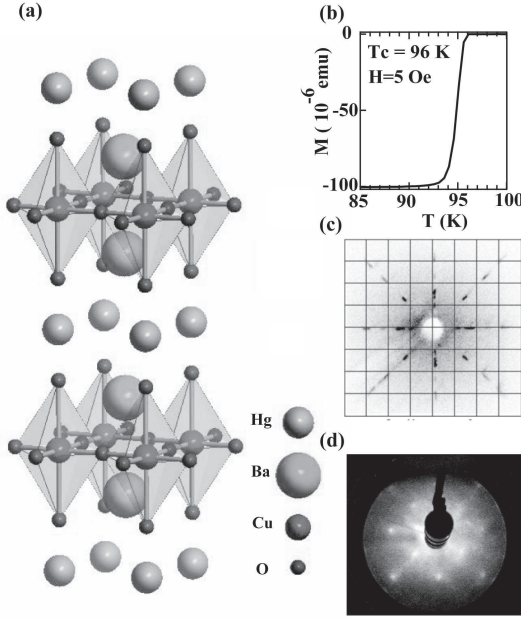 (a)
Hg
Ba
Cu
O
(b)
0
-50
-100
M ( 10⁻⁶ emu)
Tc = 96 K
H=5 Oe
85 90 95 100
T (K)
(c)
(d)